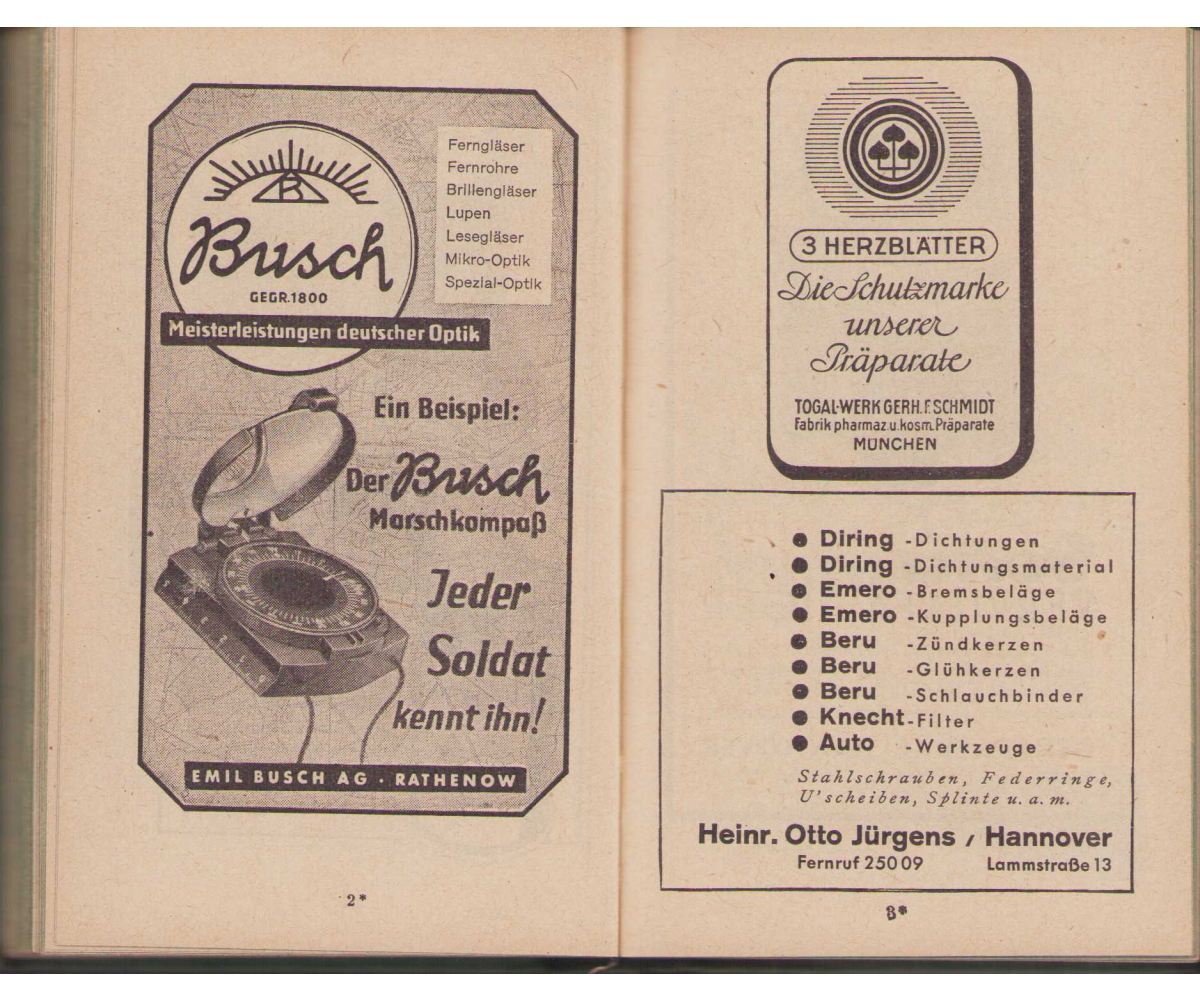 B
Busch
GEGR.1800
Meisterleistungen deutscher Optik
Ferngläser
Fernrohre
Brillengläser
Lupen
Lesegläser
Mikro-Optik
Spezial-Optik
Ein Beispiel:
Der Busch
Marschkompaß
Jeder
Soldat
kennt ihn!
EMIL BUSCH AG · RATHENOW
2*
3 HERZBLÄTTER
Die Schutzmarke
unserer
Präparate
TOGAL-WERK GERH. F. SCHMIDT
Fabrik pharmaz. u. kosm. Präparate
MÜNCHEN
● Diring -Dichtungen
● Diring -Dichtungsmaterial
● Emero -Bremsbeläge
● Emero -Kupplungsbeläge
● Beru -Zündkerzen
● Beru -Glühkerzen
● Beru -Schlauchbinder
● Knecht-Filter
● Auto -Werkzeuge
Stahlschrauben, Federringe,
U'scheiben, Splinte u. a. m.
Heinr. Otto Jürgens / Hannover
Fernruf 250 09 Lammstraße 13
3*